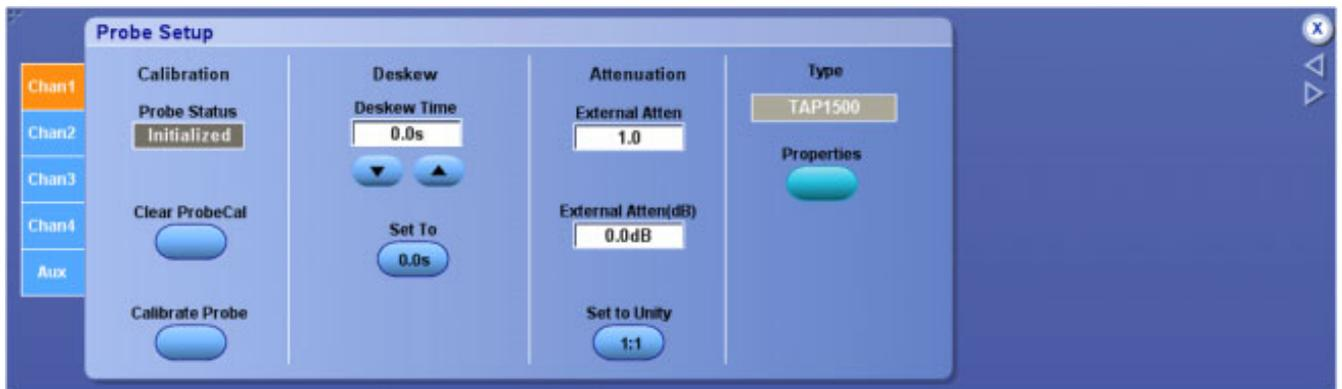 Probe Setup
X
Chan1
Chan2
Chan3
Chan4
Aux
Calibration
Probe Status
Initialized
Clear ProbeCal
Calibrate Probe
Deskew
Deskew Time
0.0s
Set To
0.0s
Attenuation
External Atten
1.0
External Atten(dB)
0.0dB
Set to Unity
1:1
Type
TAP1500
Properties